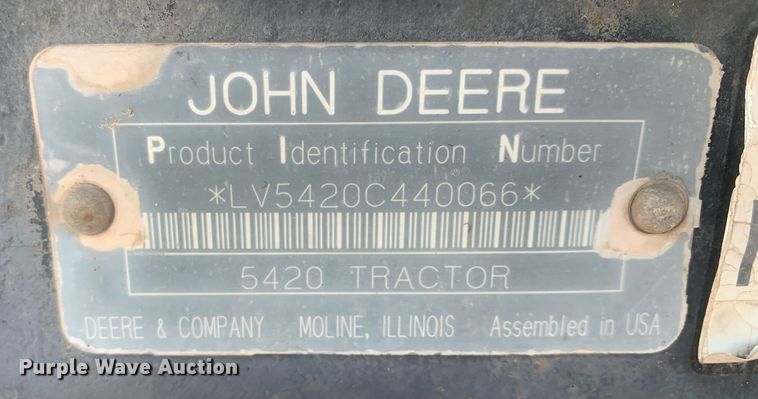 JOHN DEERE
Product Identification Number
*LV5420C440066*
5420 TRACTOR
DEERE & COMPANY MOLINE, ILLINOIS Assembled in USA
Purple Wave Auction